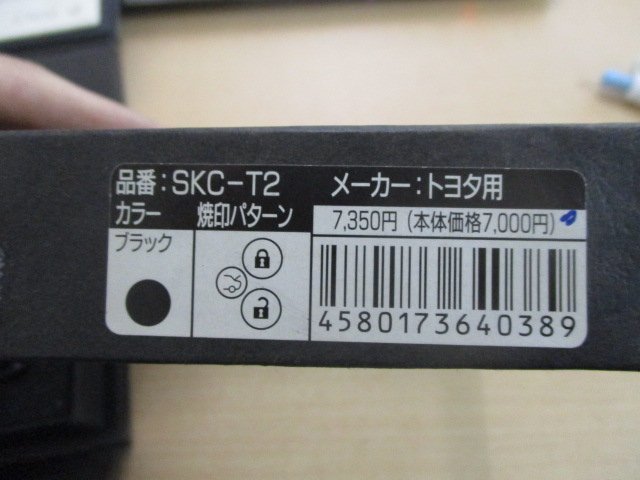 品番：SKC-T2
メーカー：トヨタ用
カラー
焼印パターン
7,350円（本体価格7,000円）
ブラック
4580173640389